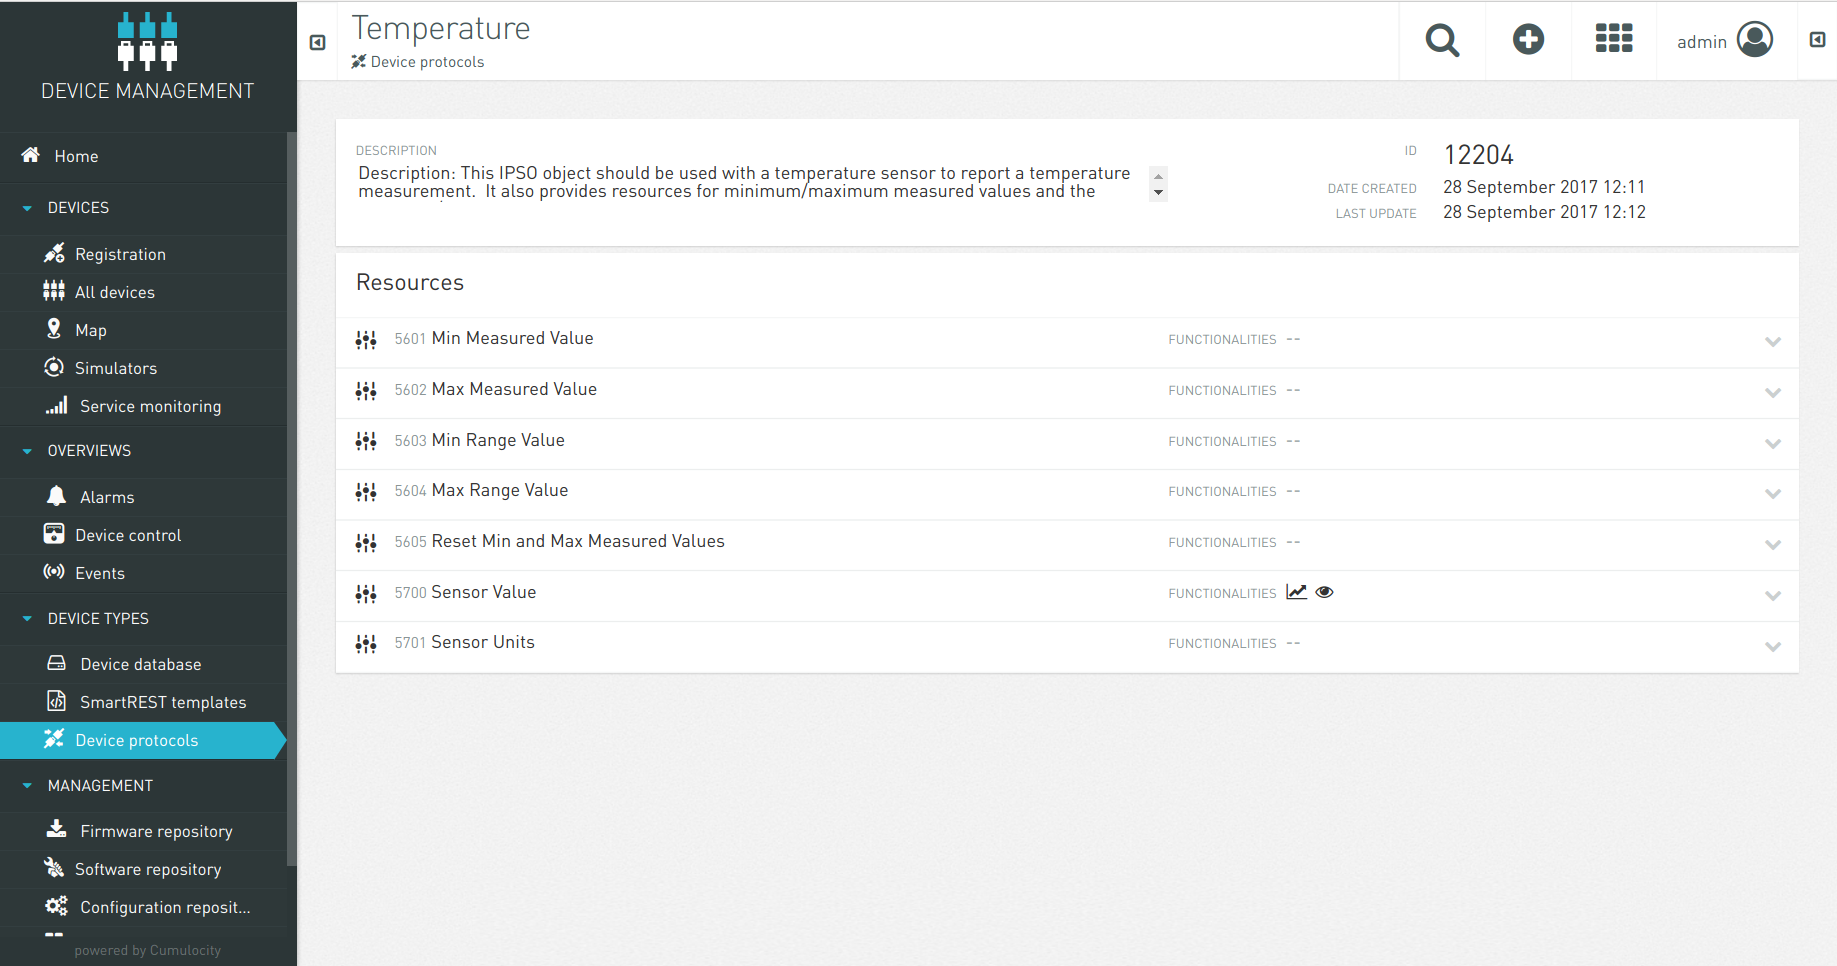 DEVICE MANAGEMENT
Home
DEVICES
Registration
All devices
Map
Simulators
Service monitoring
OVERVIEWS
Alarms
Device control
Events
DEVICE TYPES
Device database
SmartREST templates
Device protocols
MANAGEMENT
Firmware repository
Software repository
Configuration reposit...
powered by Cumulocity
Temperature
Device protocols
admin
DESCRIPTION
Description: This IPSO object should be used with a temperature sensor to report a temperature
measurement.  It also provides resources for minimum/maximum measured values and the
ID 12204
DATE CREATED 28 September 2017 12:11
LAST UPDATE 28 September 2017 12:12
Resources
5601 Min Measured Value FUNCTIONALITIES --
5602 Max Measured Value FUNCTIONALITIES --
5603 Min Range Value FUNCTIONALITIES --
5604 Max Range Value FUNCTIONALITIES --
5605 Reset Min and Max Measured Values FUNCTIONALITIES --
5700 Sensor Value FUNCTIONALITIES
5701 Sensor Units FUNCTIONALITIES --